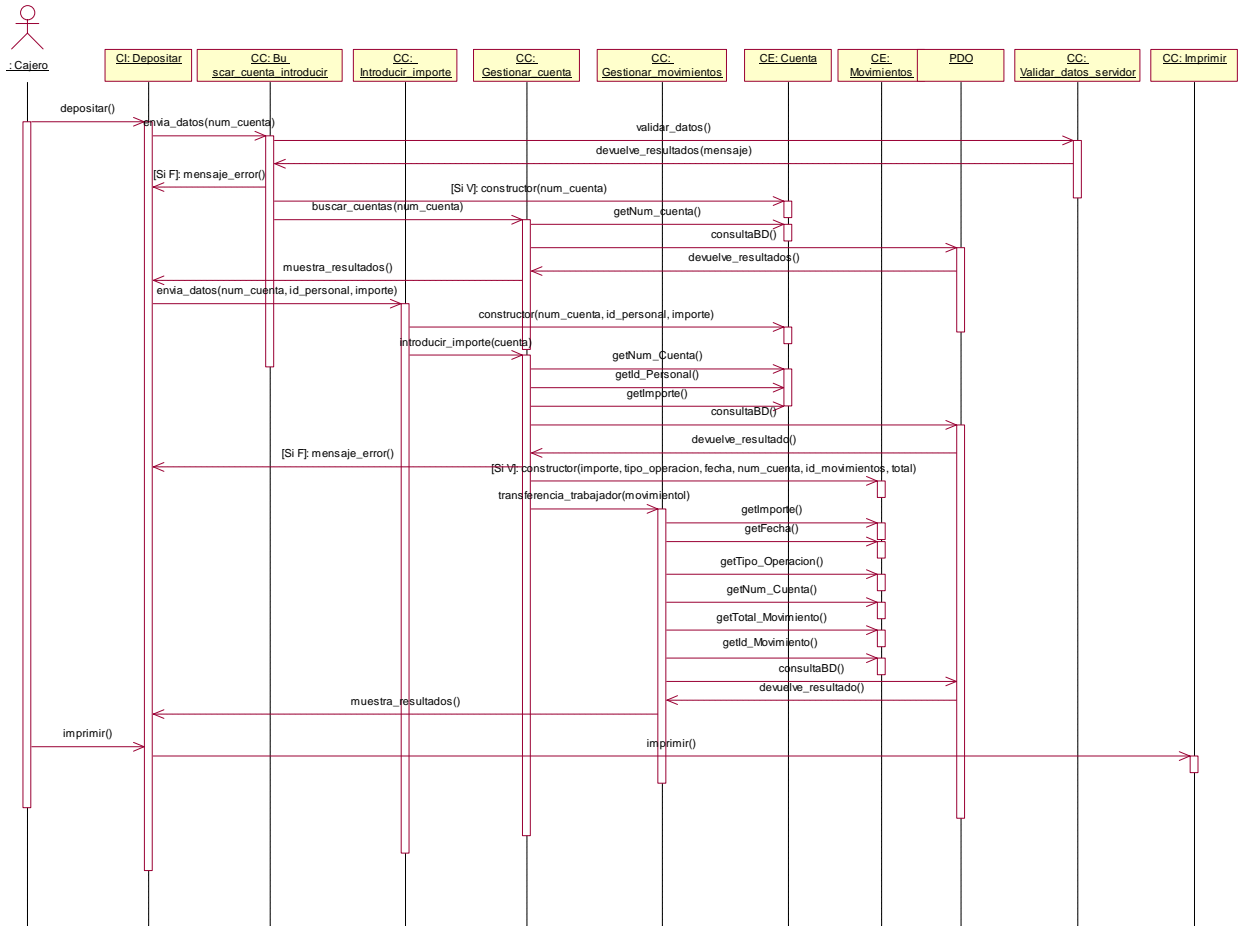 : Cajero
CI: Depositar
CC: Bu
scar_cuenta_introducir
CC:
Introducir_importe
CC:
Gestionar_cuenta
CC:
Gestionar_movimientos
CE: Cuenta
CE:
Movimientos
PDO
CC:
Validar_datos_servidor
CC: Imprimir
depositar()
envia_datos(num_cuenta)
validar_datos()
devuelve_resultados(mensaje)
[Si F]: mensaje_error()
[Si V]: constructor(num_cuenta)
buscar_cuentas(num_cuenta)
getNum_cuenta()
consultaBD()
devuelve_resultados()
muestra_resultados()
envia_datos(num_cuenta, id_personal, importe)
constructor(num_cuenta, id_personal, importe)
introducir_importe(cuenta)
getNum_Cuenta()
getId_Personal()
getImporte()
consultaBD()
devuelve_resultado()
[Si F]: mensaje_error()
[Si V]: constructor(importe, tipo_operacion, fecha, num_cuenta, id_movimientos, total)
transferencia_trabajador(movimientol)
getImporte()
getFecha()
getTipo_Operacion()
getNum_Cuenta()
getTotal_Movimiento()
getId_Movimiento()
consultaBD()
devuelve_resultado()
muestra_resultados()
imprimir()
imprimir()